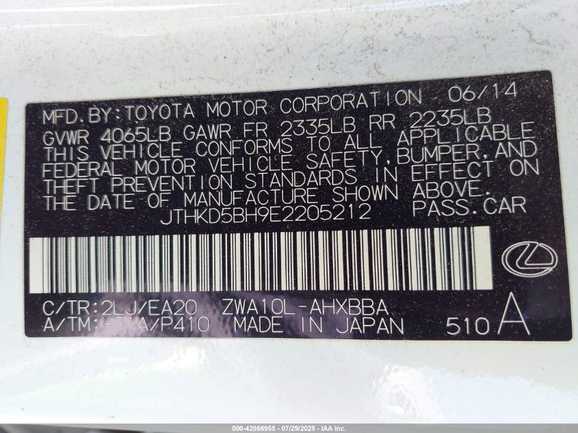 MFD.BY:TOYOTA MOTOR CORPORATION 06/14
GVWR 4065LB GAWR FR 2335LB RR 2235LB
THIS VEHICLE CONFORMS TO ALL APPLICABLE
FEDERAL MOTOR VEHICLE SAFETY, BUMPER, AND
THEFT PREVENTION STANDARDS IN EFFECT ON
THE DATE OF MANUFACTURE SHOWN ABOVE.
JTHKD5BH9E2205212 PASS.CAR
C/TR:2LJ/EA20 ZWA10L-AHXBBA
A/TM: /P410 MADE IN JAPAN 510 A
000-42566955 | 07/29/2025 | IAA Inc.